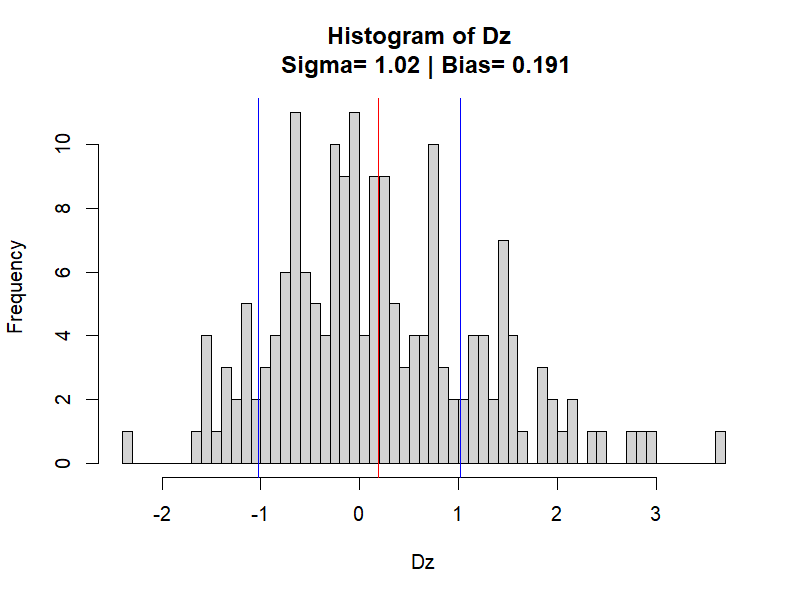 Histogram of Dz
Sigma= 1.02 | Bias= 0.191
Frequency
10
8
6
4
2
0
-2 -1 0 1 2 3
Dz